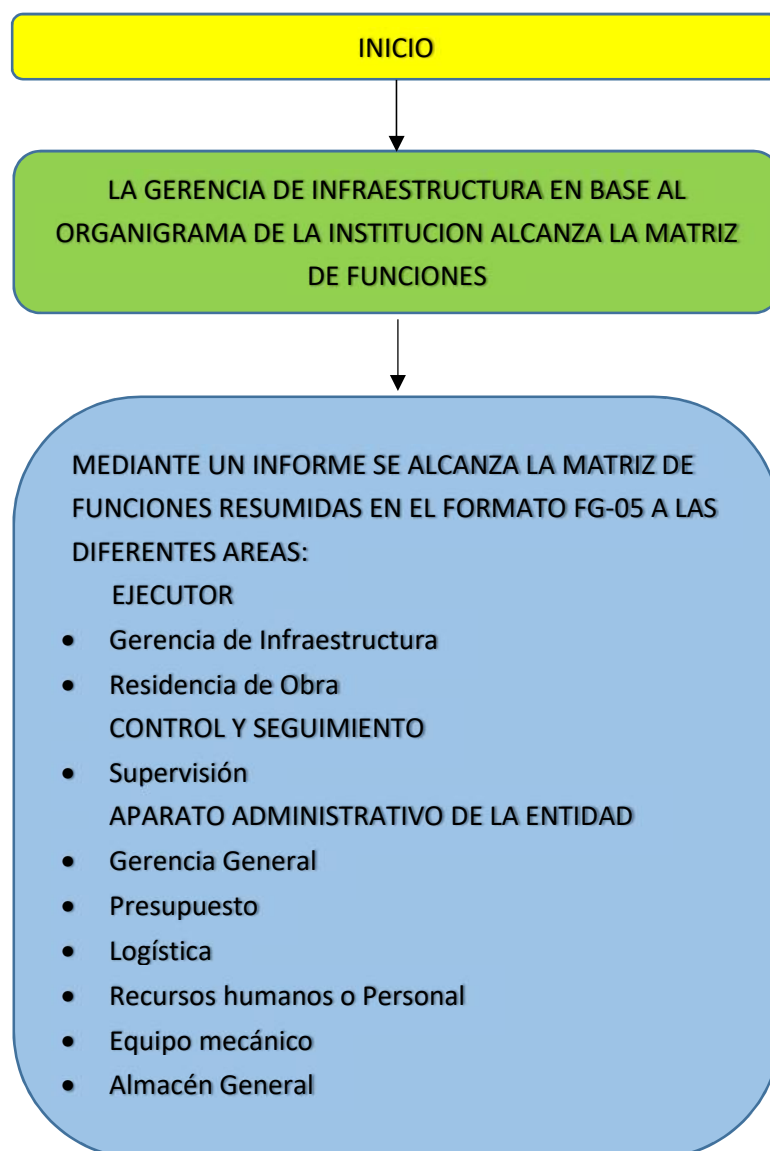 INICIO
LA GERENCIA DE INFRAESTRUCTURA EN BASE AL
ORGANIGRAMA DE LA INSTITUCION ALCANZA LA MATRIZ
DE FUNCIONES
MEDIANTE UN INFORME SE ALCANZA LA MATRIZ DE
FUNCIONES RESUMIDAS EN EL FORMATO FG-05 A LAS
DIFERENTES AREAS:
EJECUTOR
• Gerencia de Infraestructura
• Residencia de Obra
CONTROL Y SEGUIMIENTO
• Supervisión
APARATO ADMINISTRATIVO DE LA ENTIDAD
• Gerencia General
• Presupuesto
• Logística
• Recursos humanos o Personal
• Equipo mecánico
• Almacén General